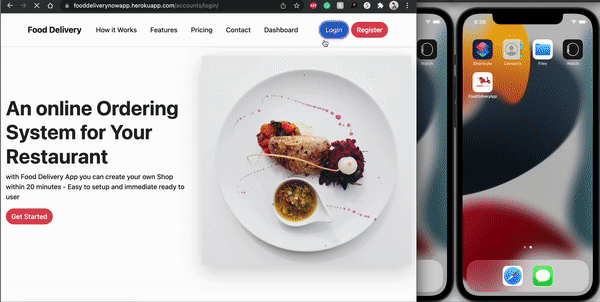 fooddeliverynowapp.herokuapp.com/accounts/login/
Food Delivery How it Works Features Pricing Contact Dashboard Login Register
An online Ordering
System for Your
Restaurant
with Food Delivery App you can create your own Shop
within 20 minutes - Easy to setup and immediate ready to
user
Get Started
Watch
Shortcuts Contacts Files Watch
FoodDeliveryApp